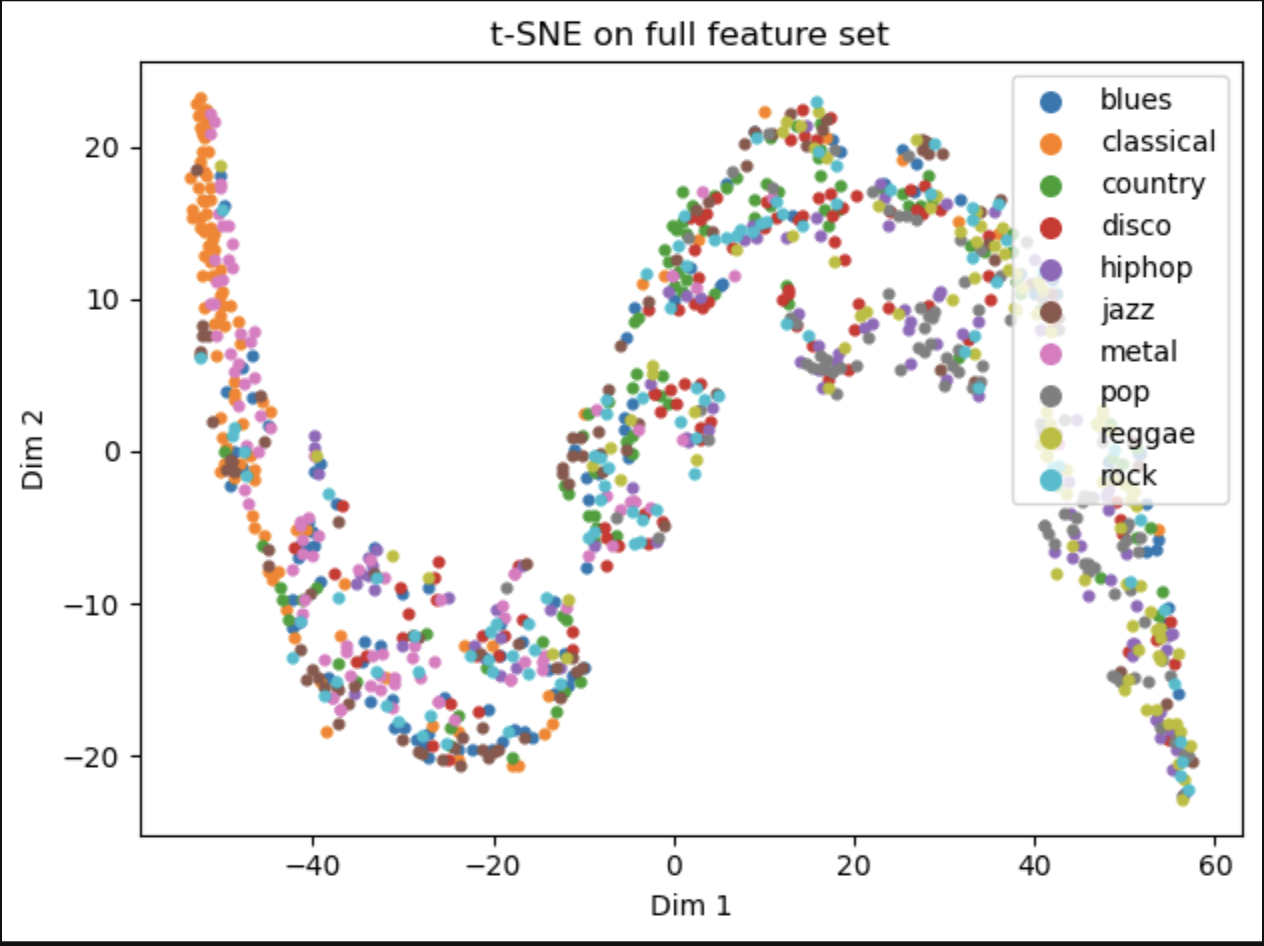 t-SNE on full feature set
blues
classical
country
disco
hiphop
jazz
metal
pop
reggae
rock
20
10
0
−10
−20
Dim 2
−40
−20
0
20
40
60
Dim 1